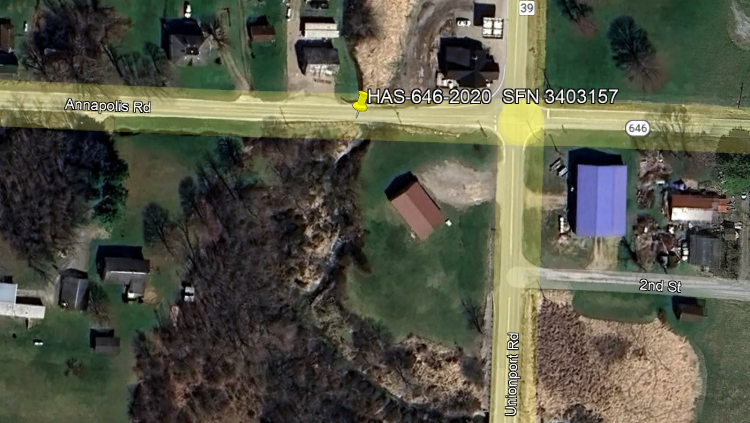 39
HAS-646-2020 SFN 3403157
Annapolis Rd
646
2nd St
Unionport Rd